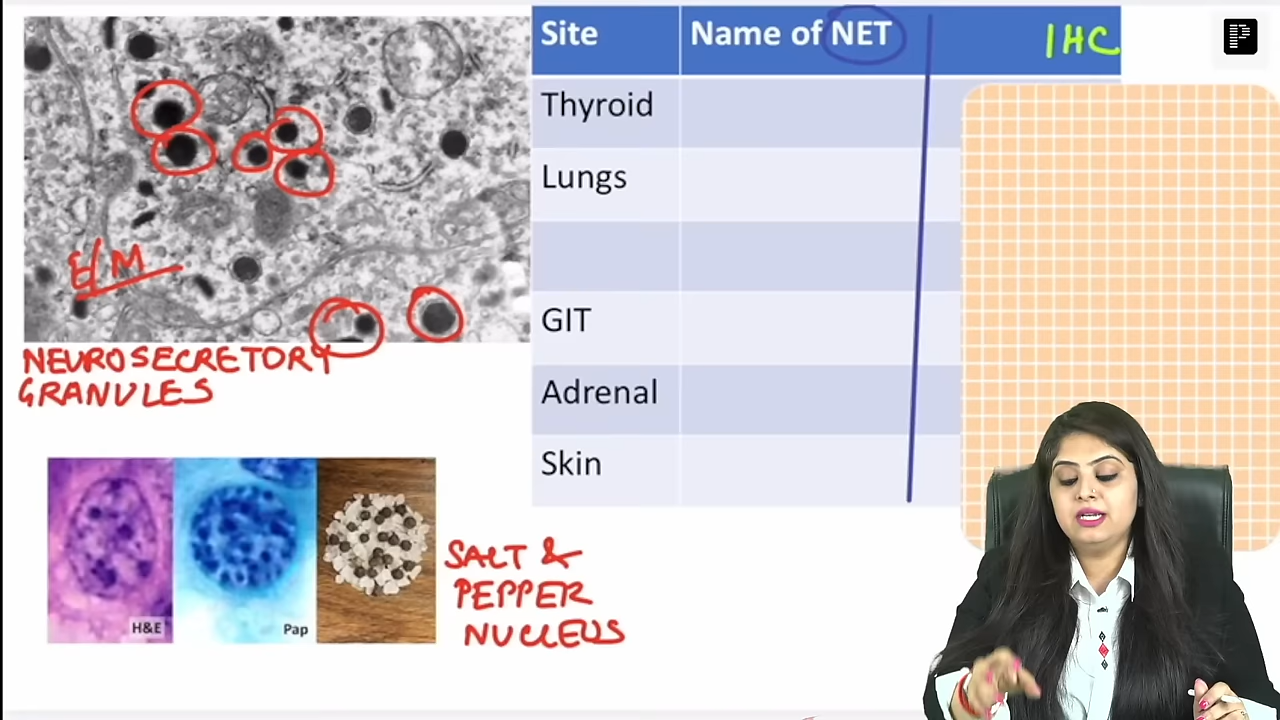 Site
Name of NET
IHC
Thyroid
Lungs
GIT
Adrenal
Skin
E/M
NEUROSECRETORY
GRANULES
H&E
Pap
SALT &
PEPPER
NUCLEUS
P